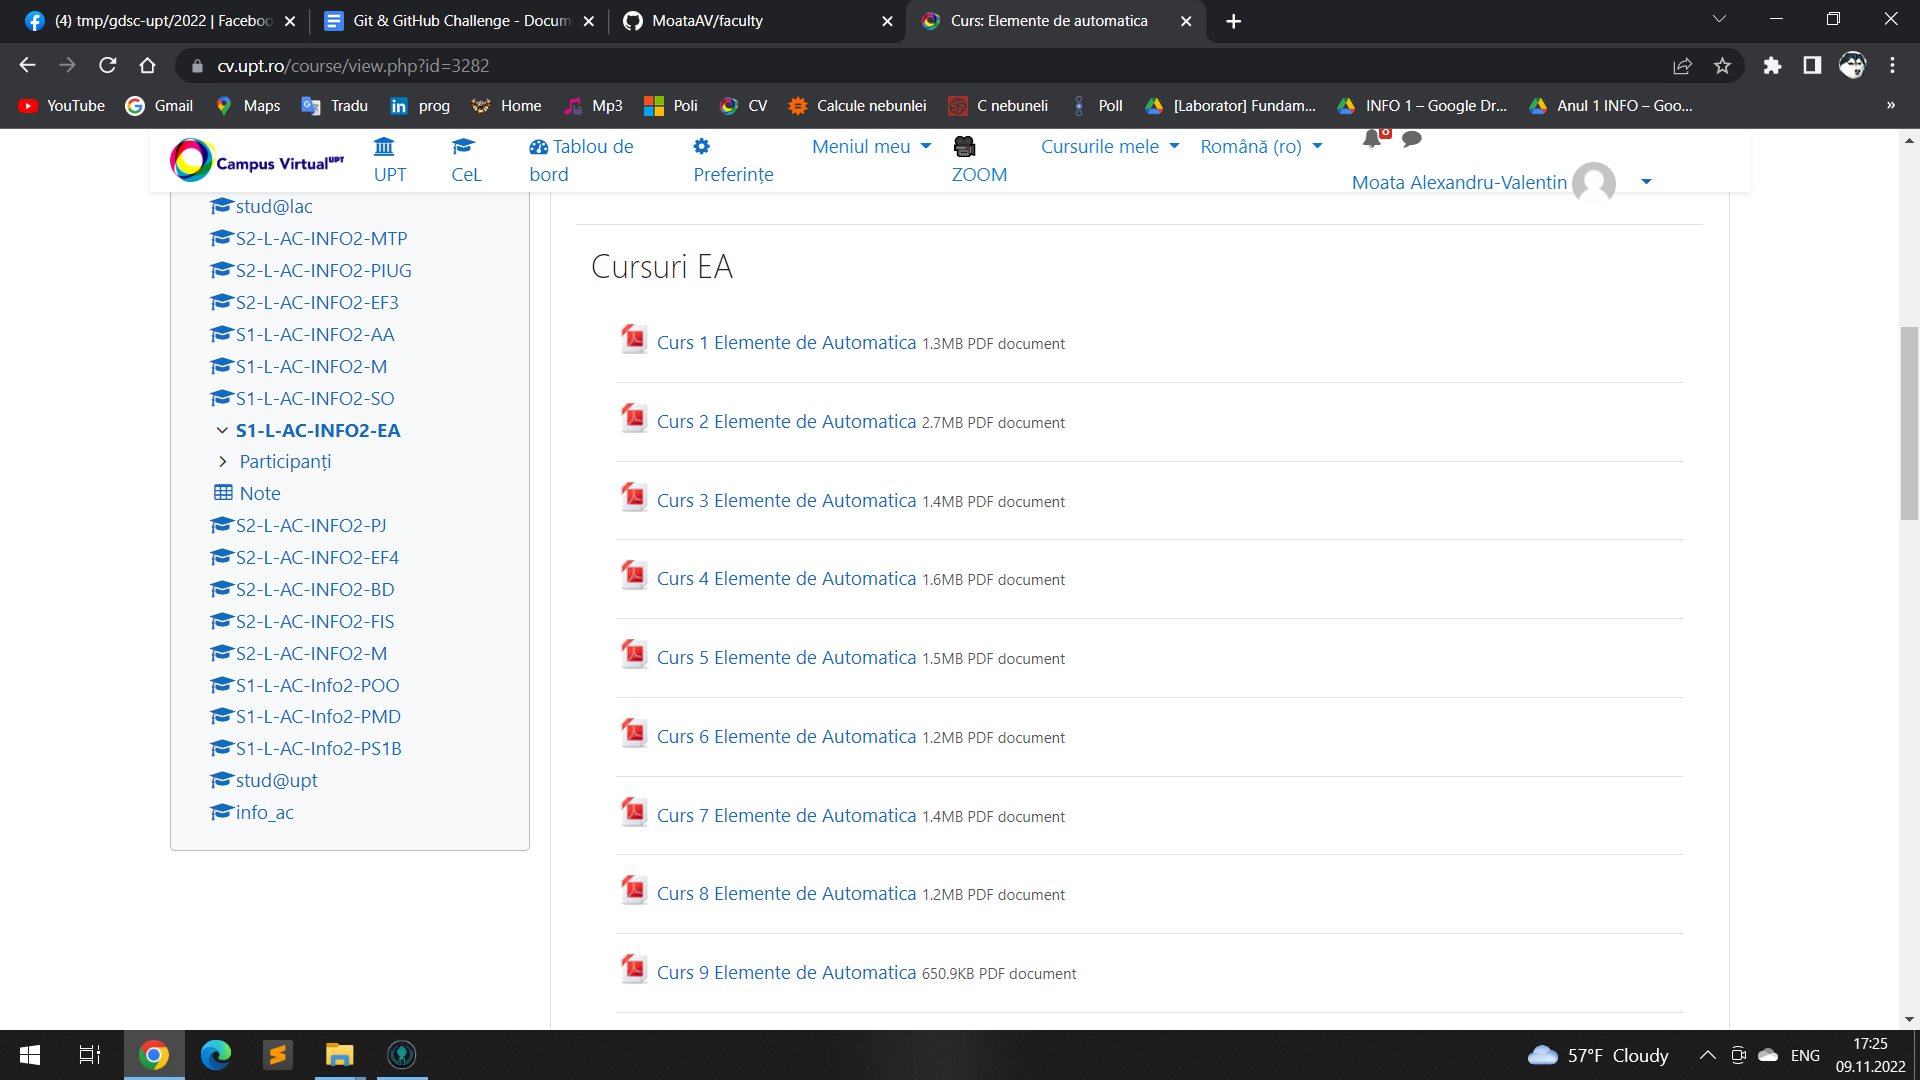 (4) tmp/gdsc-upt/2022 | Faceboo
Git & GitHub Challenge - Docum
MoataAV/faculty
Curs: Elemente de automatica
cv.upt.ro/course/view.php?id=3282
YouTube
Gmail
Maps
Tradu
prog
Home
Mp3
Poli
CV
Calcule nebunlei
C nebuneli
Poll
[Laborator] Fundam...
INFO 1 – Google Dr...
Anul 1 INFO – Goo...
»
Campus Virtual UPT
UPT
CeL
Tablou de
bord
Preferințe
Meniul meu
ZOOM
Cursurile mele
Română (ro)
Moata Alexandru-Valentin
stud@lac
S2-L-AC-INFO2-MTP
S2-L-AC-INFO2-PIUG
S2-L-AC-INFO2-EF3
S1-L-AC-INFO2-AA
S1-L-AC-INFO2-M
S1-L-AC-INFO2-SO
S1-L-AC-INFO2-EA
Participanți
Note
S2-L-AC-INFO2-PJ
S2-L-AC-INFO2-EF4
S2-L-AC-INFO2-BD
S2-L-AC-INFO2-FIS
S2-L-AC-INFO2-M
S1-L-AC-Info2-POO
S1-L-AC-Info2-PMD
S1-L-AC-Info2-PS1B
stud@upt
info_ac
Cursuri EA
Curs 1 Elemente de Automatica 1.3MB PDF document
Curs 2 Elemente de Automatica 2.7MB PDF document
Curs 3 Elemente de Automatica 1.4MB PDF document
Curs 4 Elemente de Automatica 1.6MB PDF document
Curs 5 Elemente de Automatica 1.5MB PDF document
Curs 6 Elemente de Automatica 1.2MB PDF document
Curs 7 Elemente de Automatica 1.4MB PDF document
Curs 8 Elemente de Automatica 1.2MB PDF document
Curs 9 Elemente de Automatica 650.9KB PDF document
57°F Cloudy
ENG
17:25
09.11.2022